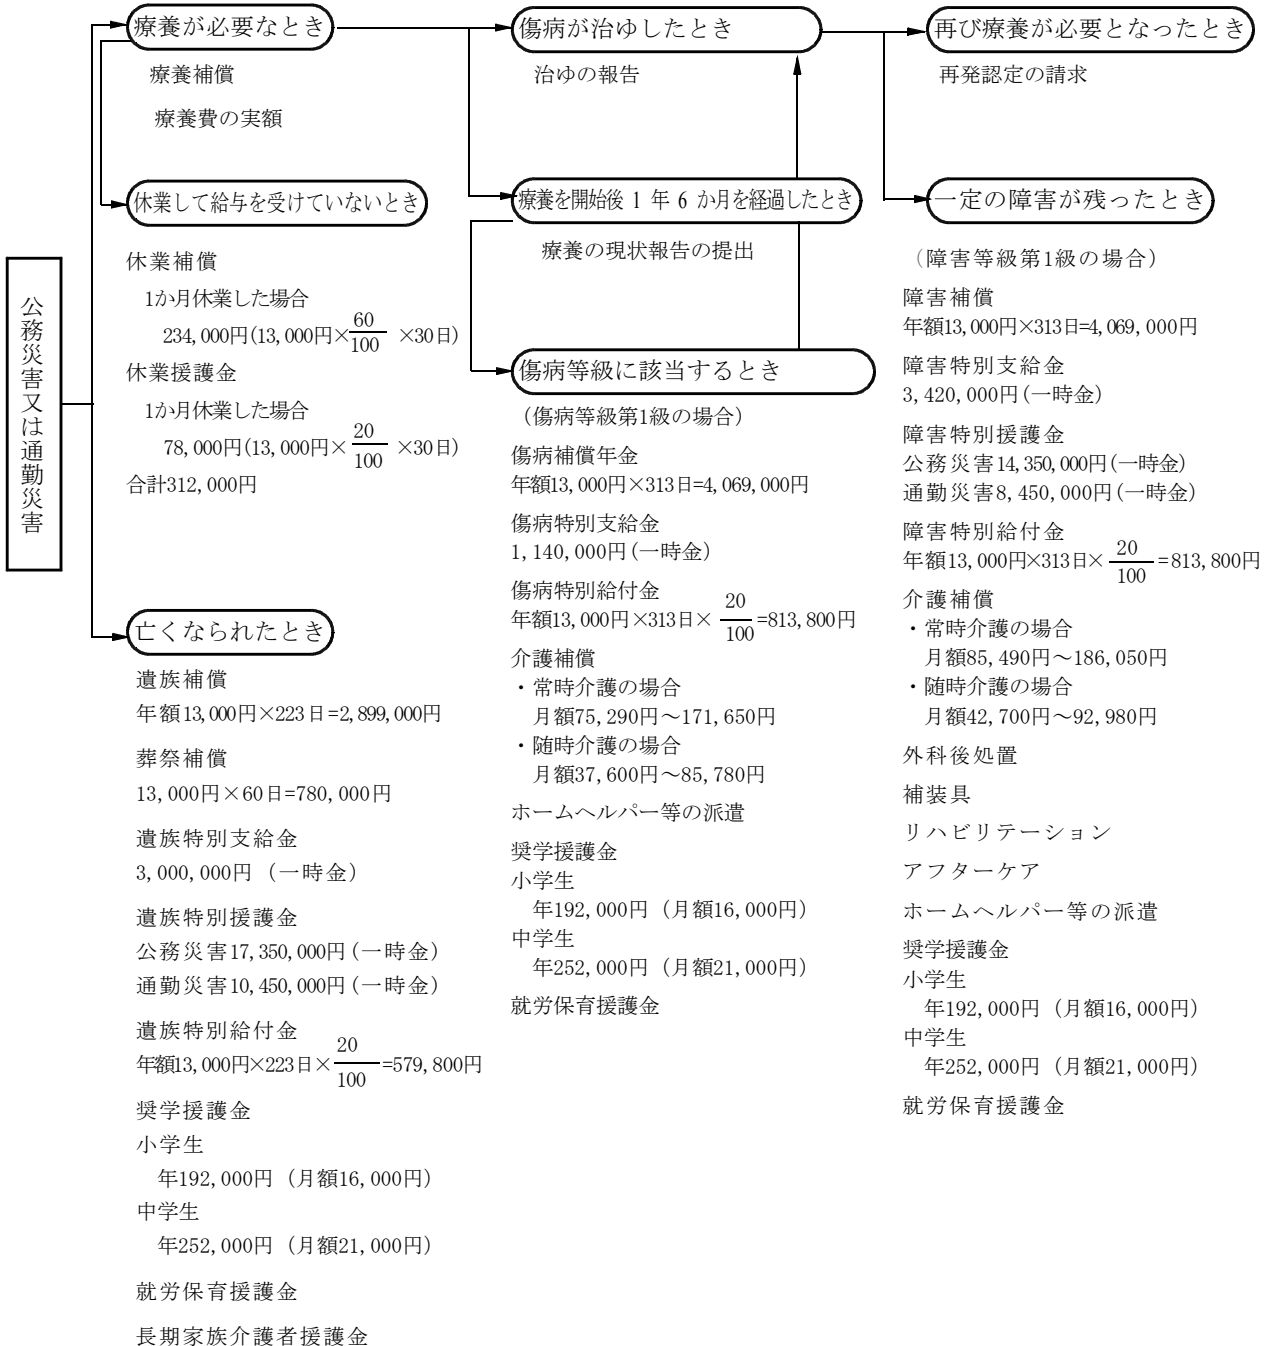 公務災害又は通勤災害
療養が必要なとき
療養補償
療養費の実額
休業して給与を受けていないとき
休業補償
1か月休業した場合
234,000円(13,000円×60/100×30日)
休業援護金
1か月休業した場合
78,000円(13,000円×20/100×30日)
合計312,000円
亡くなられたとき
遺族補償
年額13,000円×223日=2,899,000円
葬祭補償
13,000円×60日=780,000円
遺族特別支給金
3,000,000円（一時金）
遺族特別援護金
公務災害17,350,000円(一時金)
通勤災害10,450,000円(一時金)
遺族特別給付金
年額13,000円×223日×20/100=579,800円
奨学援護金
小学生
年192,000円（月額16,000円）
中学生
年252,000円（月額21,000円）
就労保育援護金
長期家族介護者援護金
傷病が治ゆしたとき
治ゆの報告
療養を開始後1年6か月を経過したとき
療養の現状報告の提出
傷病等級に該当するとき
（傷病等級第1級の場合）
傷病補償年金
年額13,000円×313日=4,069,000円
傷病特別支給金
1,140,000円(一時金)
傷病特別給付金
年額13,000円×313日×20/100=813,800円
介護補償
・常時介護の場合
月額75,290円～171,650円
・随時介護の場合
月額37,600円～85,780円
ホームヘルパー等の派遣
奨学援護金
小学生
年192,000円（月額16,000円）
中学生
年252,000円（月額21,000円）
就労保育援護金
再び療養が必要となったとき
再発認定の請求
一定の障害が残ったとき
（障害等級第1級の場合）
障害補償
年額13,000円×313日=4,069,000円
障害特別支給金
3,420,000円(一時金)
障害特別援護金
公務災害14,350,000円(一時金)
通勤災害8,450,000円(一時金)
障害特別給付金
年額13,000円×313日×20/100=813,800円
介護補償
・常時介護の場合
月額85,490円～186,050円
・随時介護の場合
月額42,700円～92,980円
外科後処置
補装具
リハビリテーション
アフターケア
ホームヘルパー等の派遣
奨学援護金
小学生
年192,000円（月額16,000円）
中学生
年252,000円（月額21,000円）
就労保育援護金